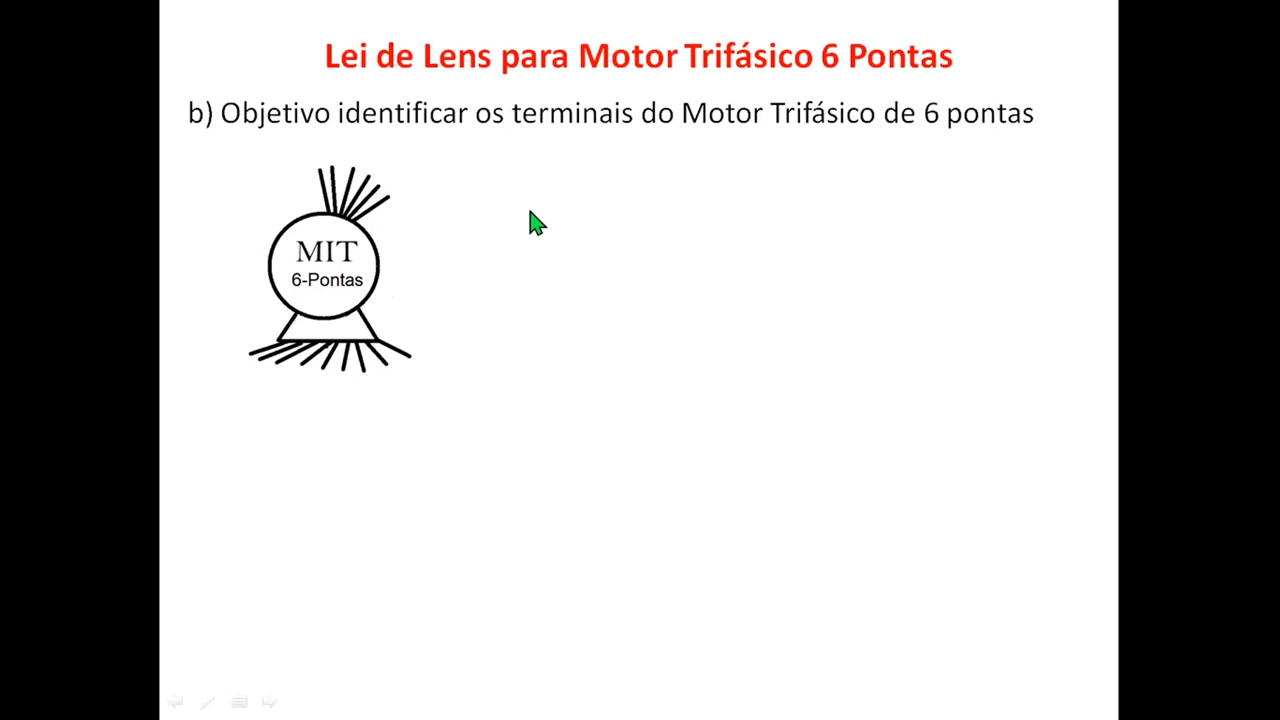 Lei de Lens para Motor Trifásico 6 Pontas
b) Objetivo identificar os terminais do Motor Trifásico de 6 pontas
MIT
6-Pontas